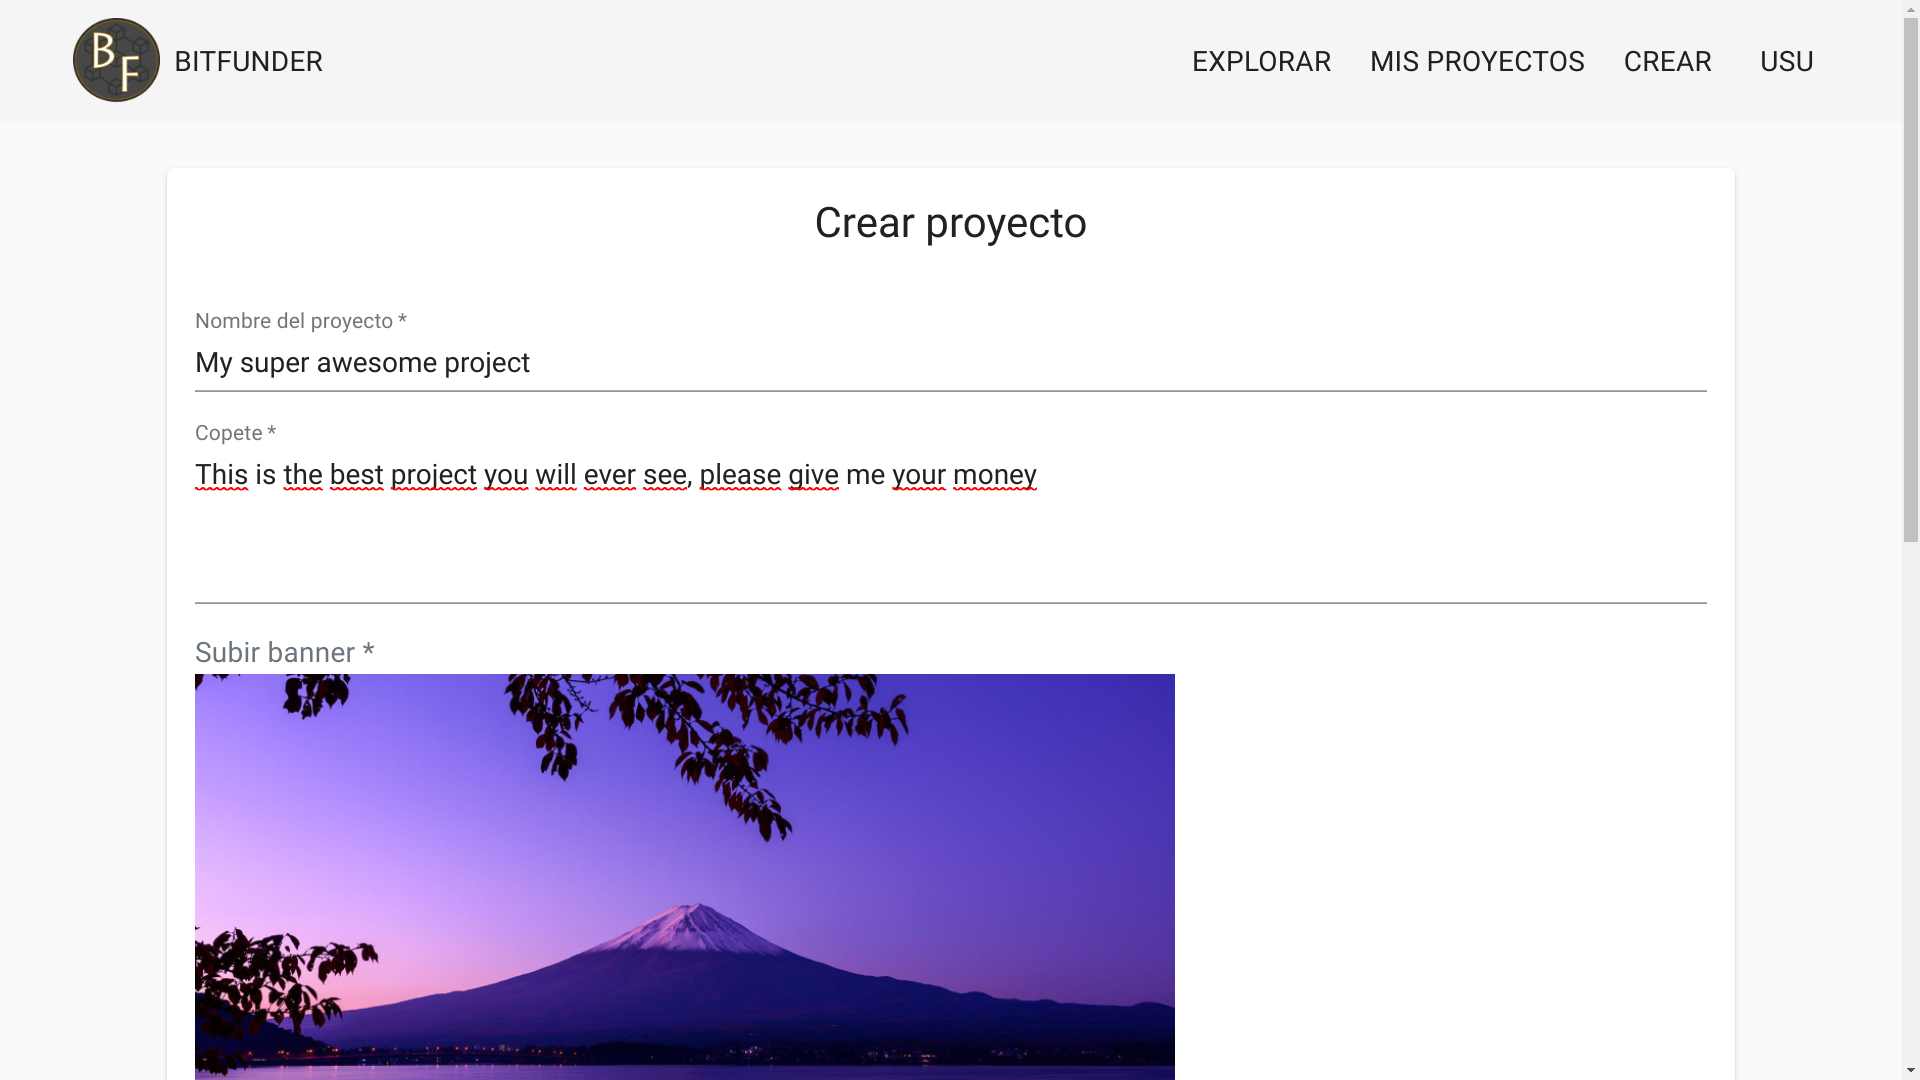 BF
BITFUNDER
EXPLORAR
MIS PROYECTOS
CREAR
USU
Crear proyecto
Nombre del proyecto *
My super awesome project
Copete *
This is the best project you will ever see, please give me your money
Subir banner *